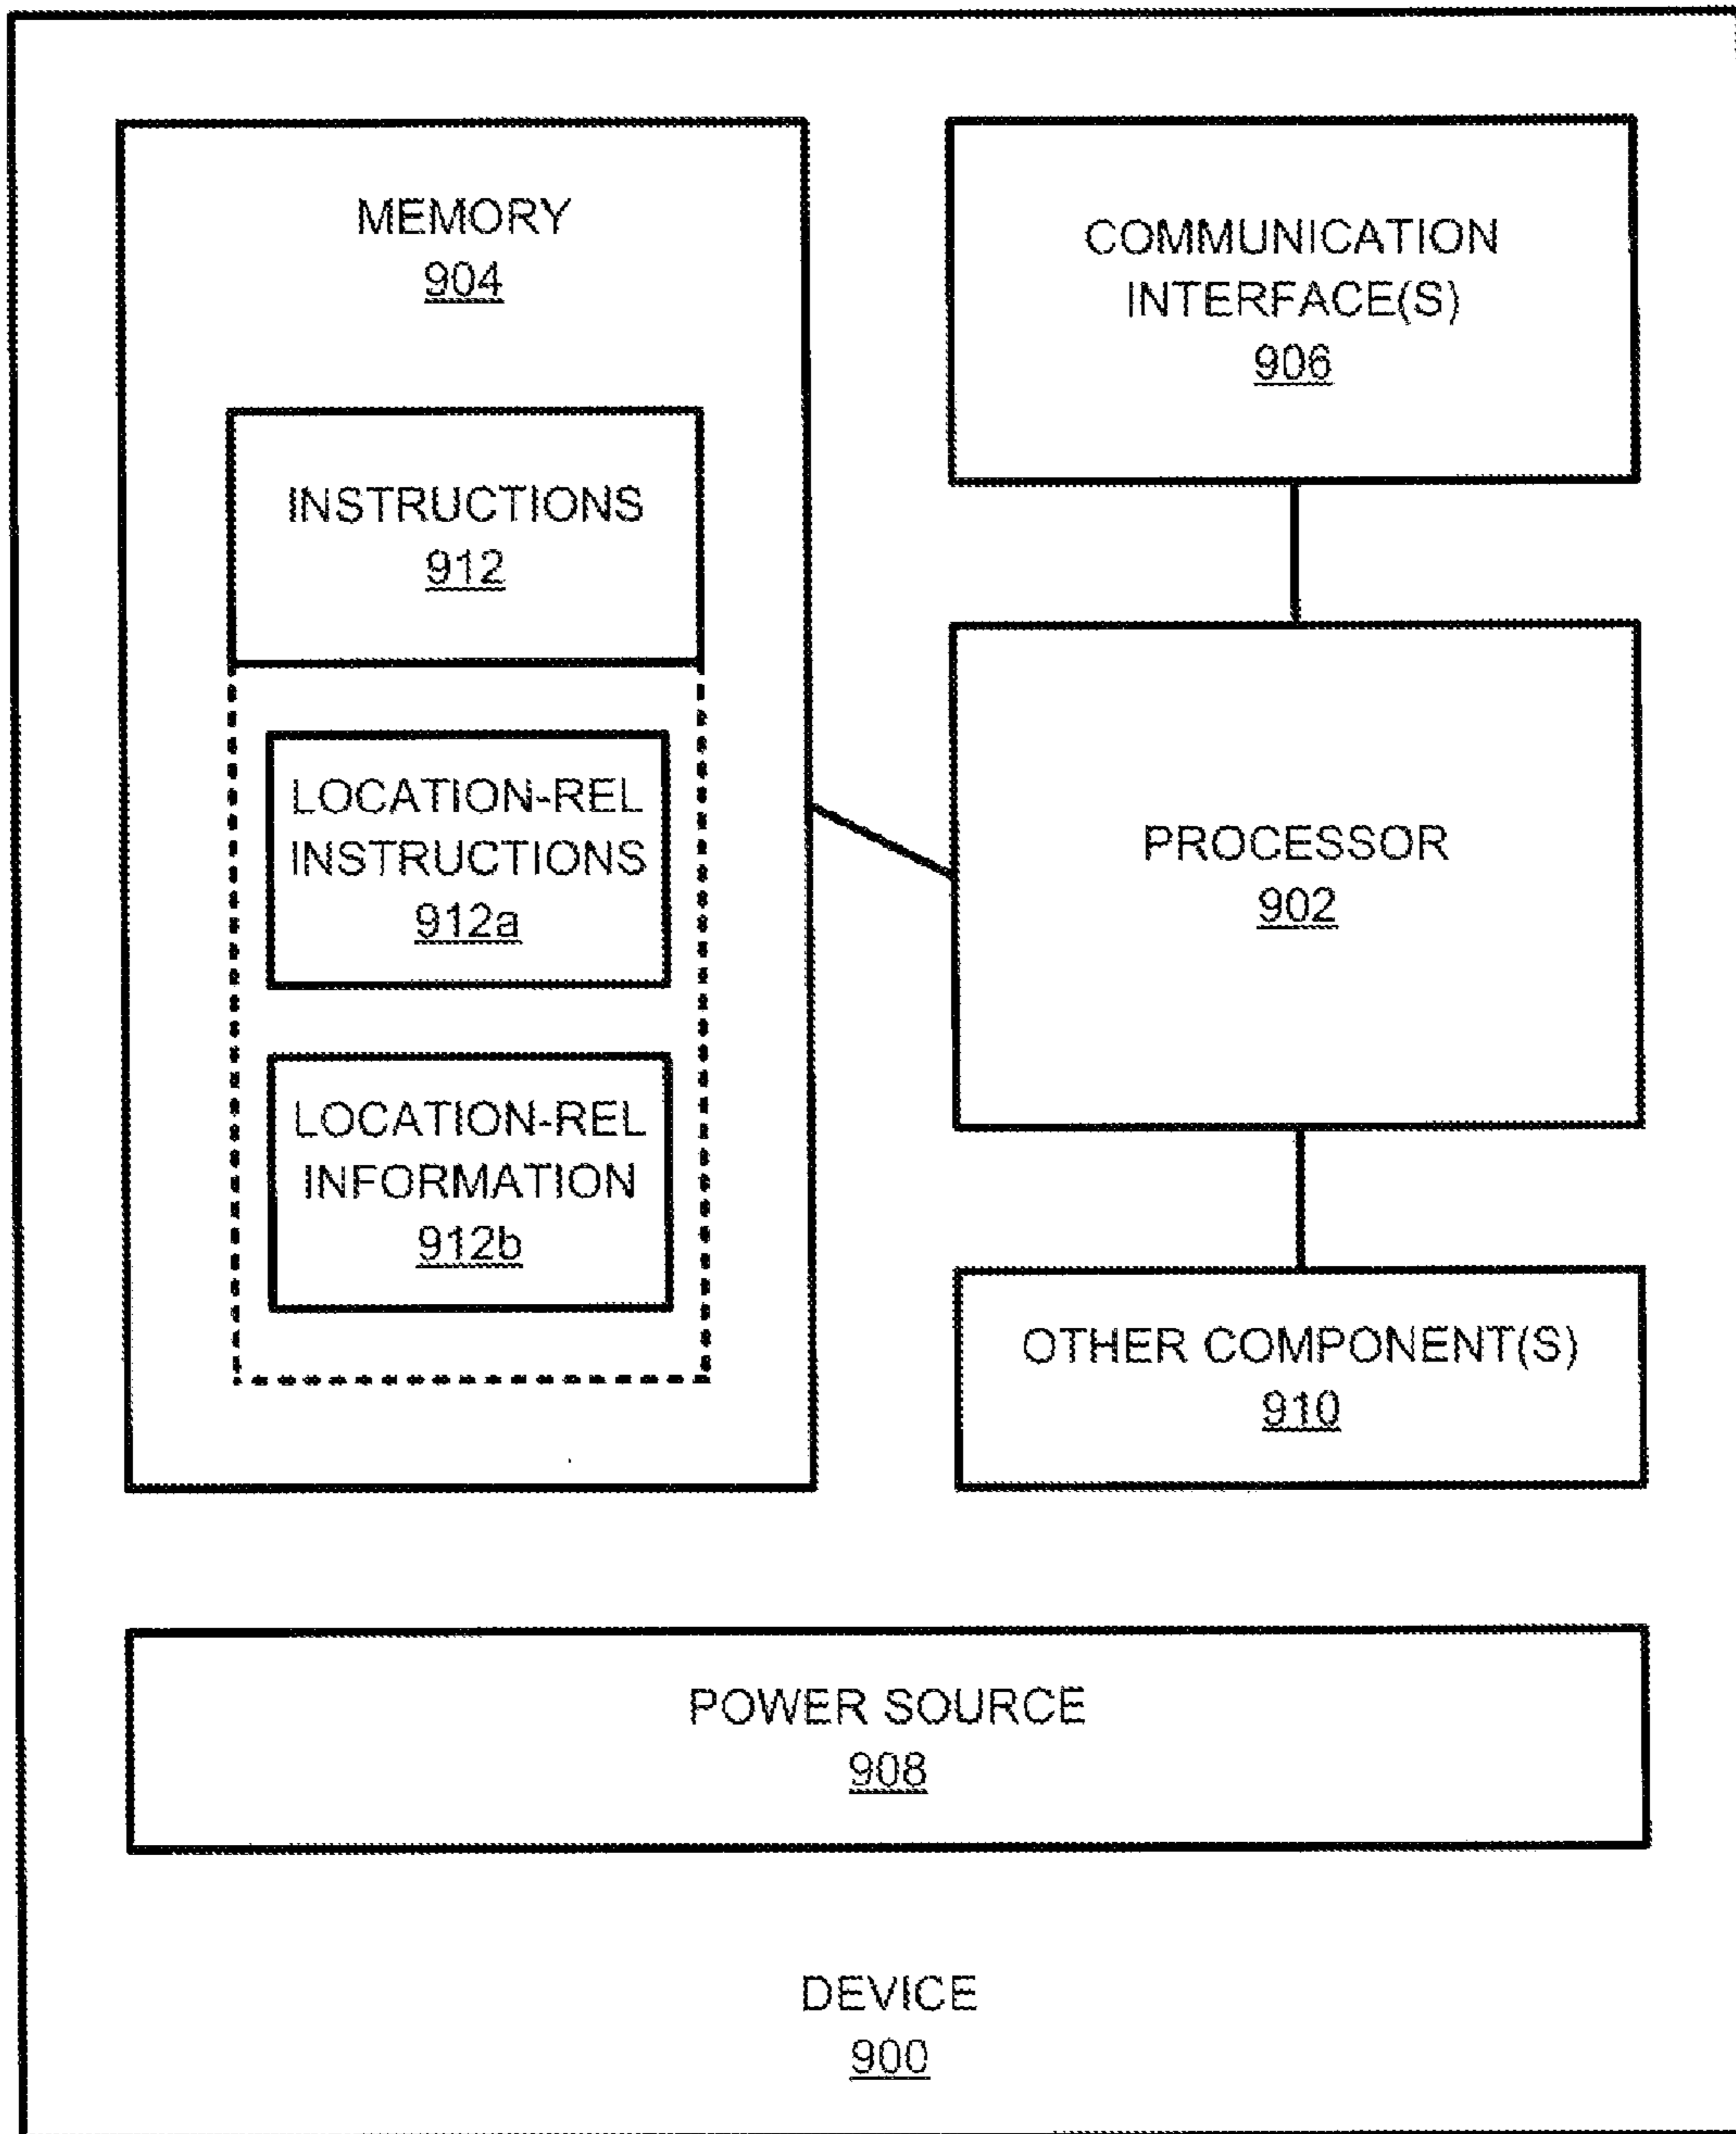 MEMORY
904
INSTRUCTIONS
912
LOCATION-REL
INSTRUCTIONS
912a
LOCATION-REL
INFORMATION
912b
COMMUNICATION
INTERFACE(S)
906
PROCESSOR
902
OTHER COMPONENT(S)
910
POWER SOURCE
908
DEVICE
900